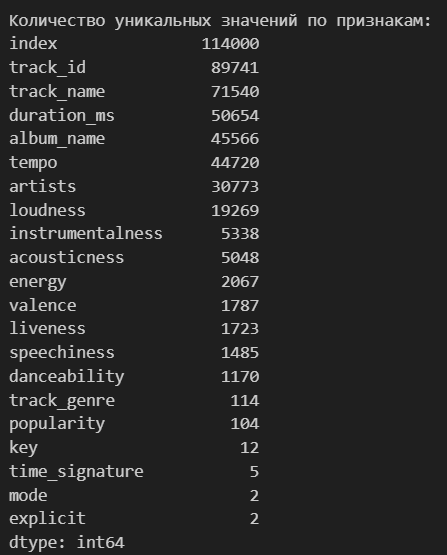 Количество уникальных значений по признакам:
index 114000
track_id 89741
track_name 71540
duration_ms 50654
album_name 45566
tempo 44720
artists 30773
loudness 19269
instrumentalness 5338
acousticness 5048
energy 2067
valence 1787
liveness 1723
speechiness 1485
danceability 1170
track_genre 114
popularity 104
key 12
time_signature 5
mode 2
explicit 2
dtype: int64